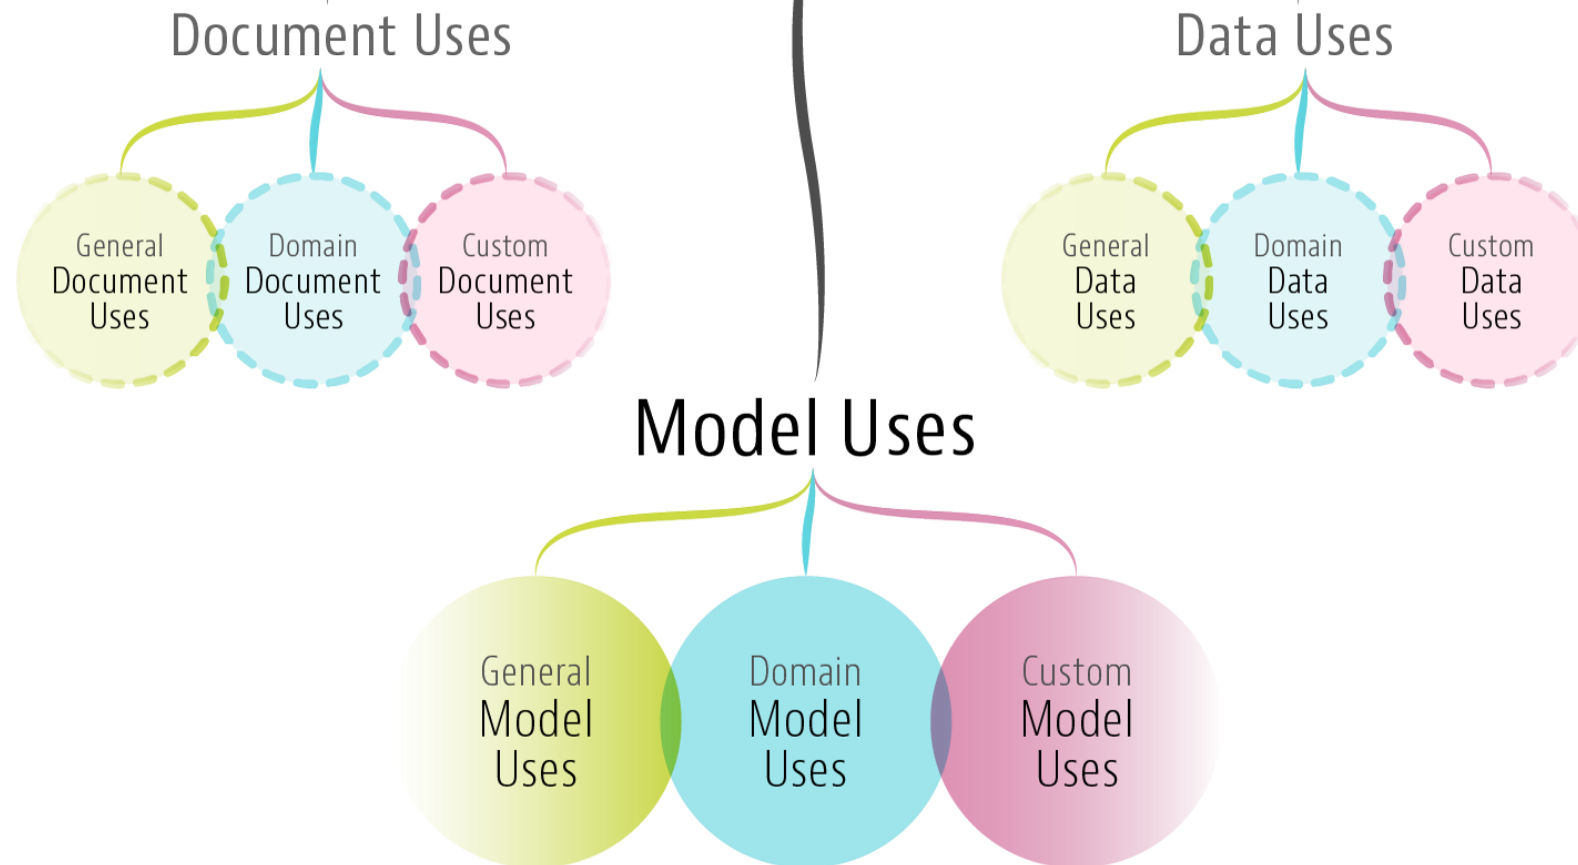 Document Uses
Data Uses
General
Document
Uses
Domain
Document
Uses
Custom
Document
Uses
General
Data
Uses
Domain
Data
Uses
Custom
Data
Uses
Model Uses
General
Model
Uses
Domain
Model
Uses
Custom
Model
Uses